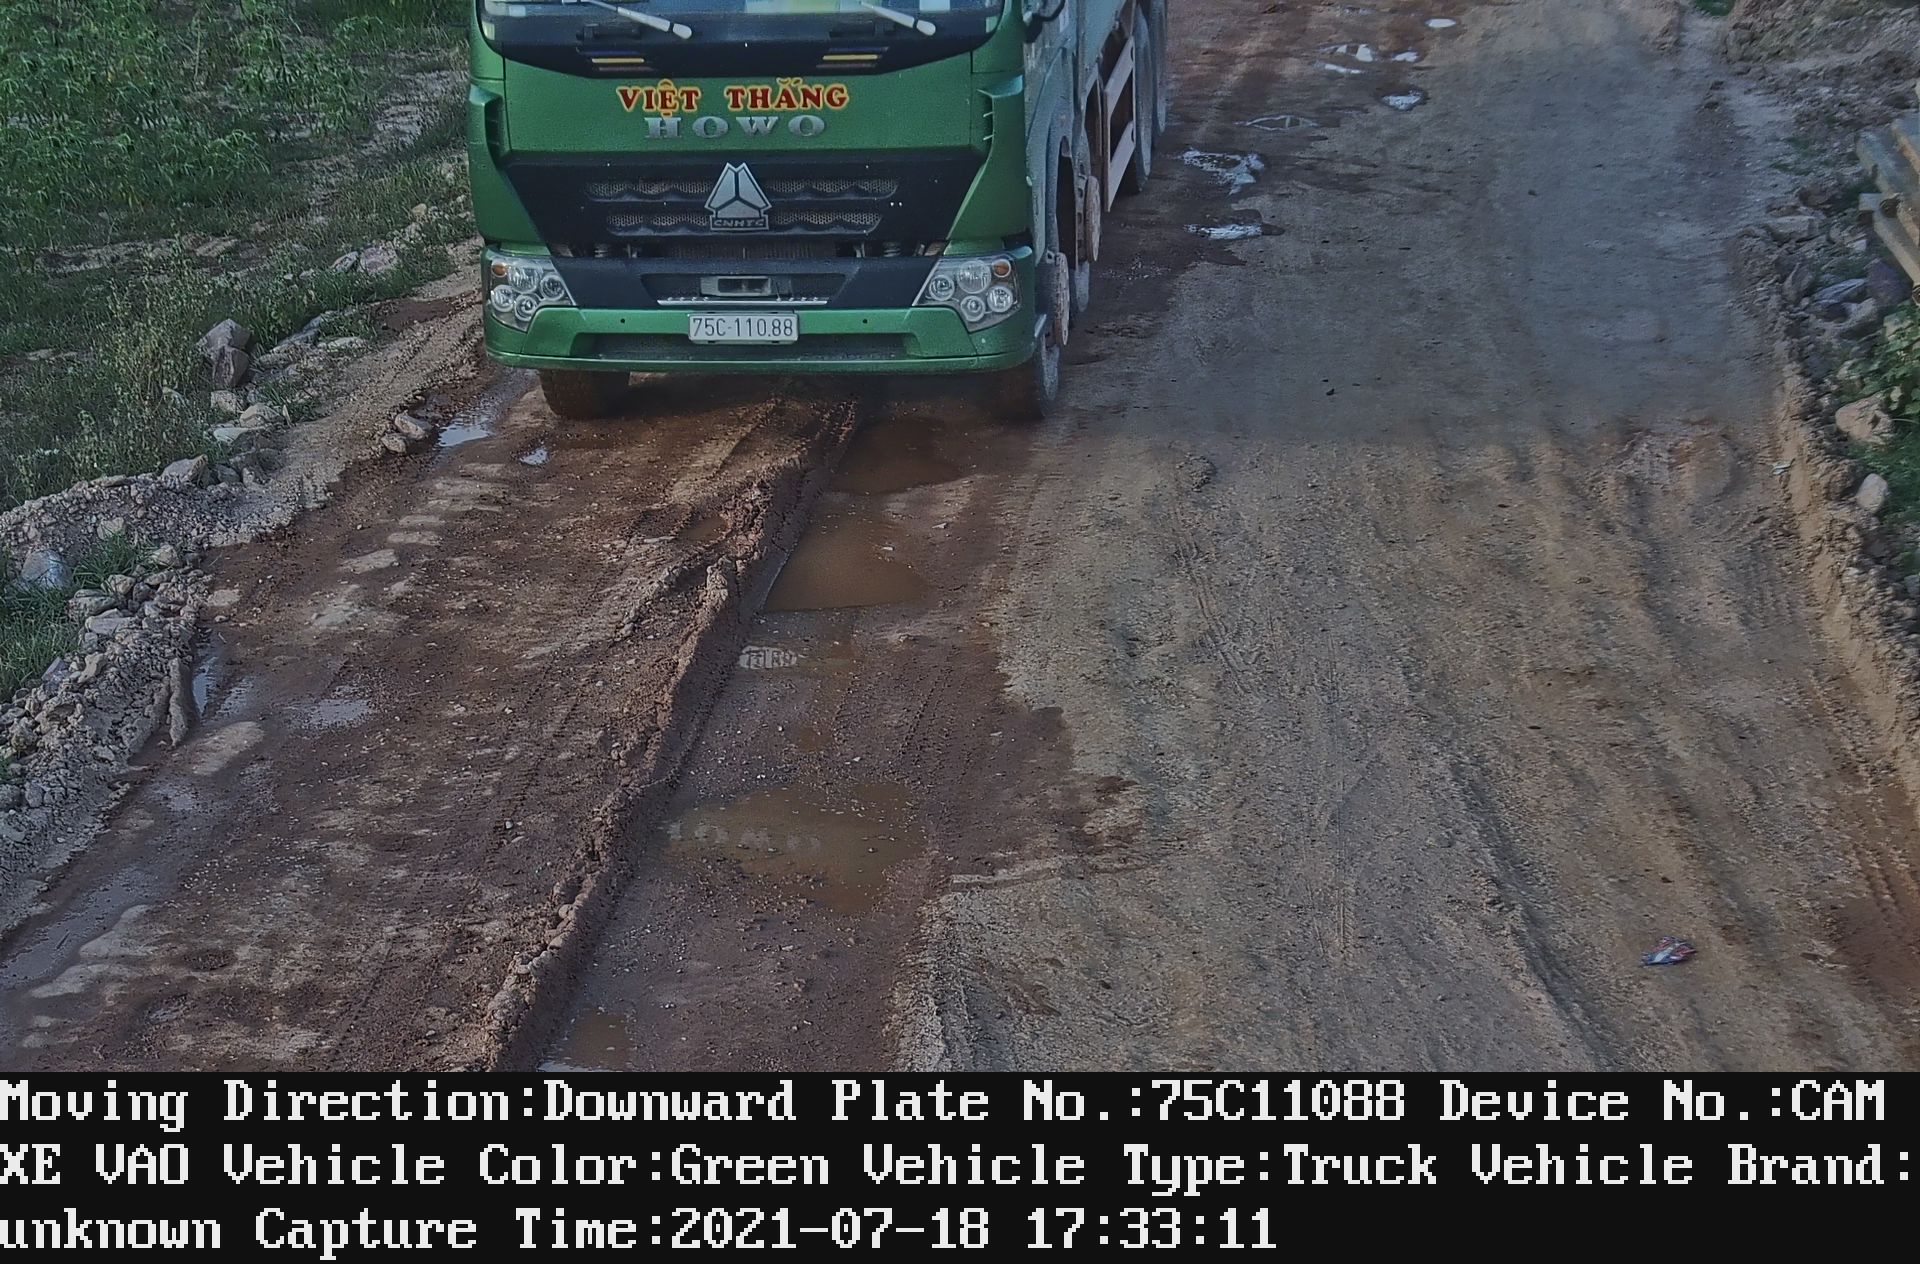 VIỆT THẮNG
HOWO
CNHTC
75C-110.88
Moving Direction:Downward Plate No.:75C11088 Device No.:CAM
XE VAO Vehicle Color:Green Vehicle Type:Truck Vehicle Brand:
unknown Capture Time:2021-07-18 17:33:11